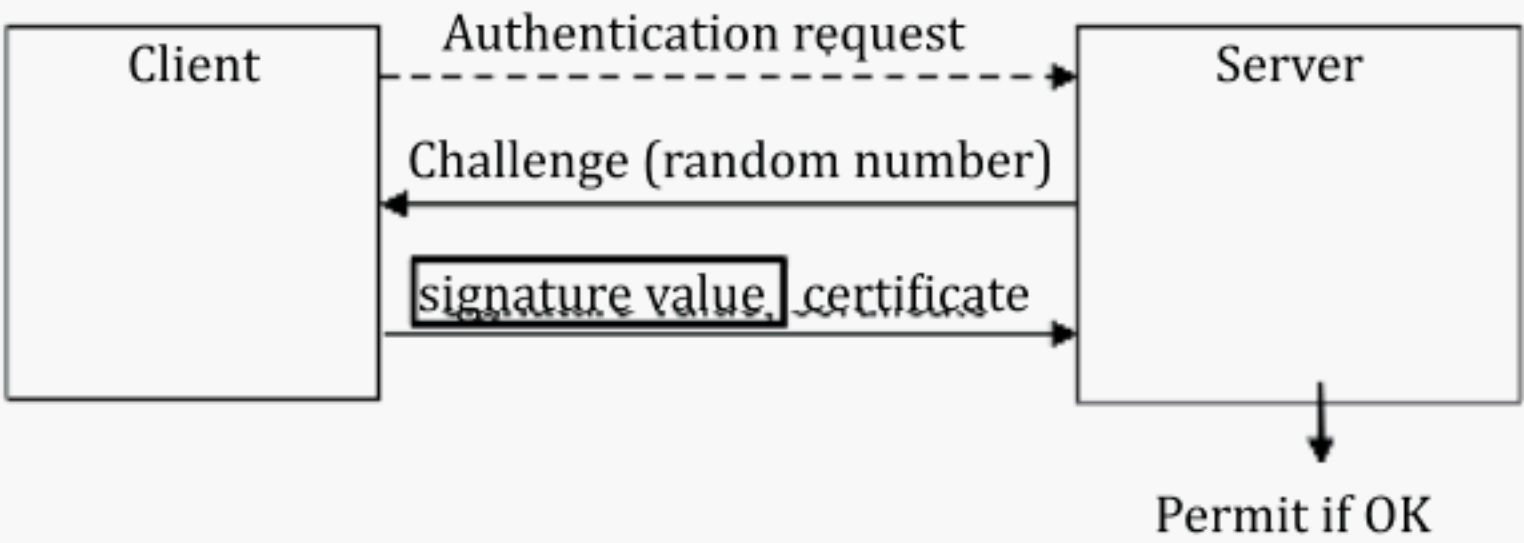 Client
Authentication request
Server
Challenge (random number)
signature value, certificate
Permit if OK